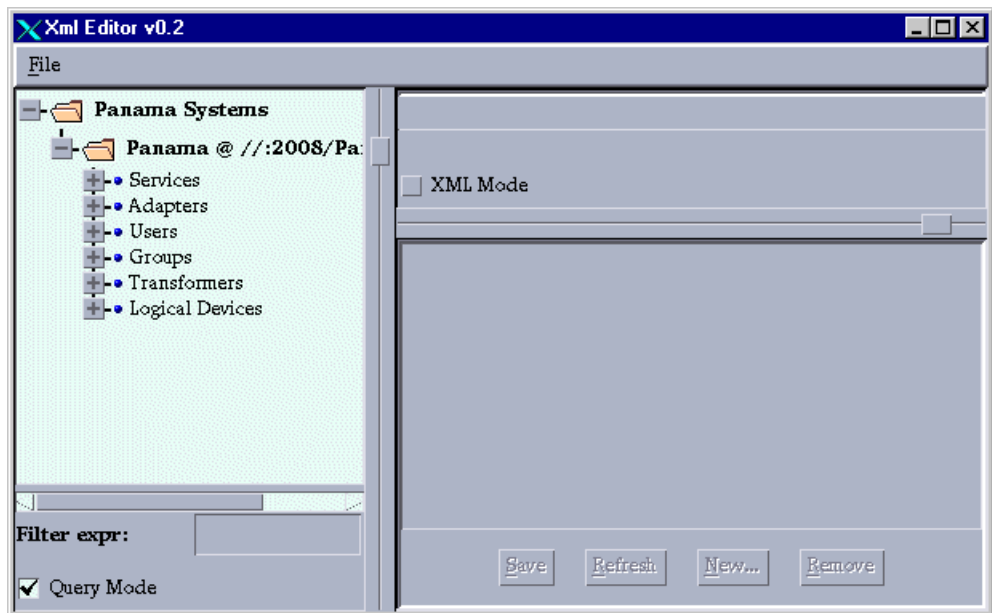 Xml Editor v0.2
File
Panama Systems
Panama @ //:2008/Pa
Services
Adapters
Users
Groups
Transformers
Logical Devices
XML Mode
Filter expr:
Query Mode
Save Refresh New... Remove